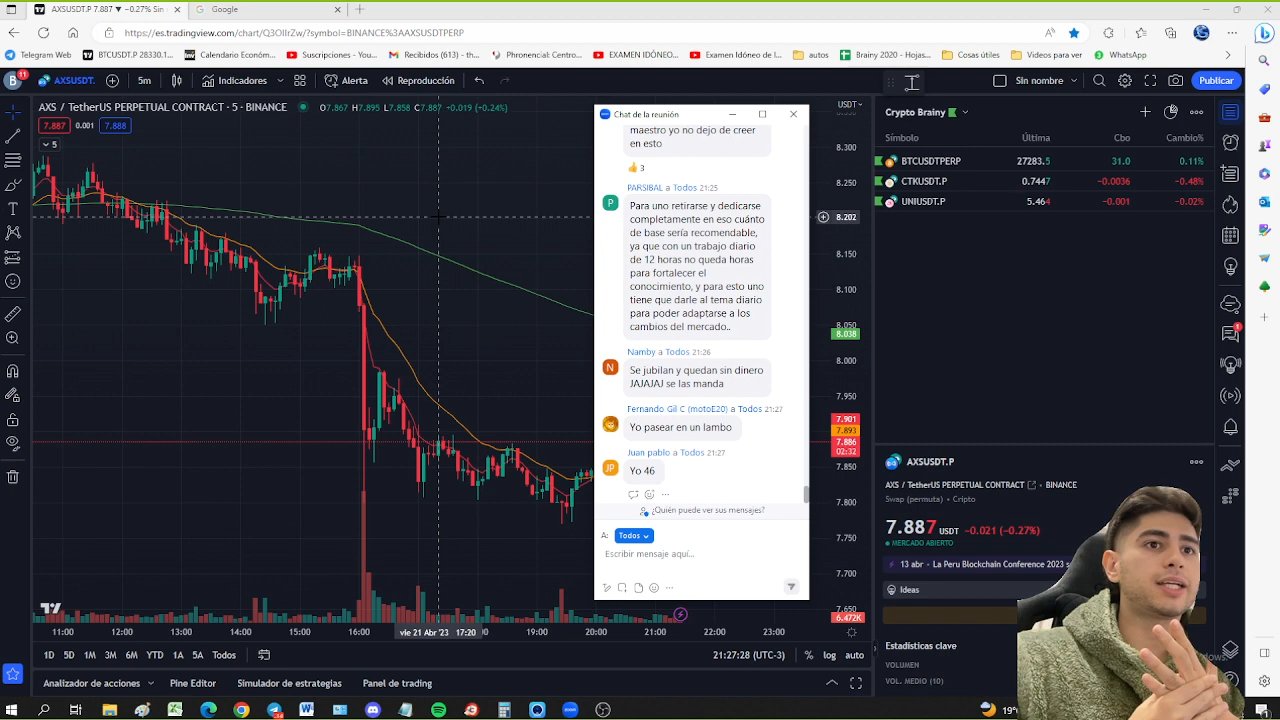 AXSUSDT.P 7.887 ▼ −0.27% Sin
Google
https://es.tradingview.com/chart/Q3OIIrZw/?symbol=BINANCE%3AAXSUSDTPERP
Telegram Web
BTCUSDT.P 28330.1...
Calendario Económ...
Suscripciones - You...
Recibidos (613) - P...
Phronencial: Centro...
EXAMEN IDÓNEO...
Examen Idóneo de l...
autos
Brainy 2020 - Hojas...
Cosas útiles
Videos para ver
WhatsApp
B 11 AXSUSDT. 5m Indicadores Alerta Reproducción Sin nombre Publicar
AXS / TetherUS PERPETUAL CONTRACT · 5 · BINANCE O7.867 H7.895 L7.858 C7.887 +0.019 (+0.24%)
7.887 0.001 7.888
5
USDT
8.300
8.250
8.202
8.150
8.100
8.050
8.038
8.000
7.950
7.901
7.893
7.886
02:32
7.850
7.800
7.750
7.700
7.650
6.472K
11:00 12:00 13:00 14:00 15:00 16:00 vie 21 Abr '23 17:20 19:00 20:00 21:00 22:00 23:00
1D 5D 1M 3M 6M YTD 1A 5A Todos
21:27:28 (UTC-3) % log auto
Analizador de acciones Pine Editor Simulador de estrategias Panel de trading
Chat de la reunión
maestro yo no dejo de creer
en esto
3
PARSIBAL a Todos 21:25
P
Para uno retirarse y dedicarse
completamente en eso cuánto
de base sería recomendable,
ya que con un trabajo diario
de 12 horas no queda horas
para fortalecer el
conocimiento, y para esto uno
tiene que darle al tema diario
para poder adaptarse a los
cambios del mercado..
Namby a Todos 21:26
N
Se jubilan y quedan sin dinero
JAJAJAJ se las manda
Fernando Gil C (motoE20) a Todos 21:27
Yo pasear en un lambo
Juan pablo a Todos 21:27
JP
Yo 46
¿Quién puede ver sus mensajes?
A: Todos
Escribir mensaje aquí...
Crypto Brainy
Símbolo Última Cbo Cambio%
BTCUSDTPERP 27283.5 31.0 0.11%
CTKUSDT.P 0.7447 −0.0036 −0.48%
UNIUSDT.P 5.464 −0.001 −0.02%
AXSUSDT.P
AXS / TetherUS PERPETUAL CONTRACT · BINANCE
Swap (permuta) · Cripto
7.887 USDT −0.021 (−0.27%)
MERCADO ABIERTO
13 abr - La Peru Blockchain Conference 2023 s
Ideas
Estadísticas clave
VOLUMEN
VOL. MEDIO (10)
19°